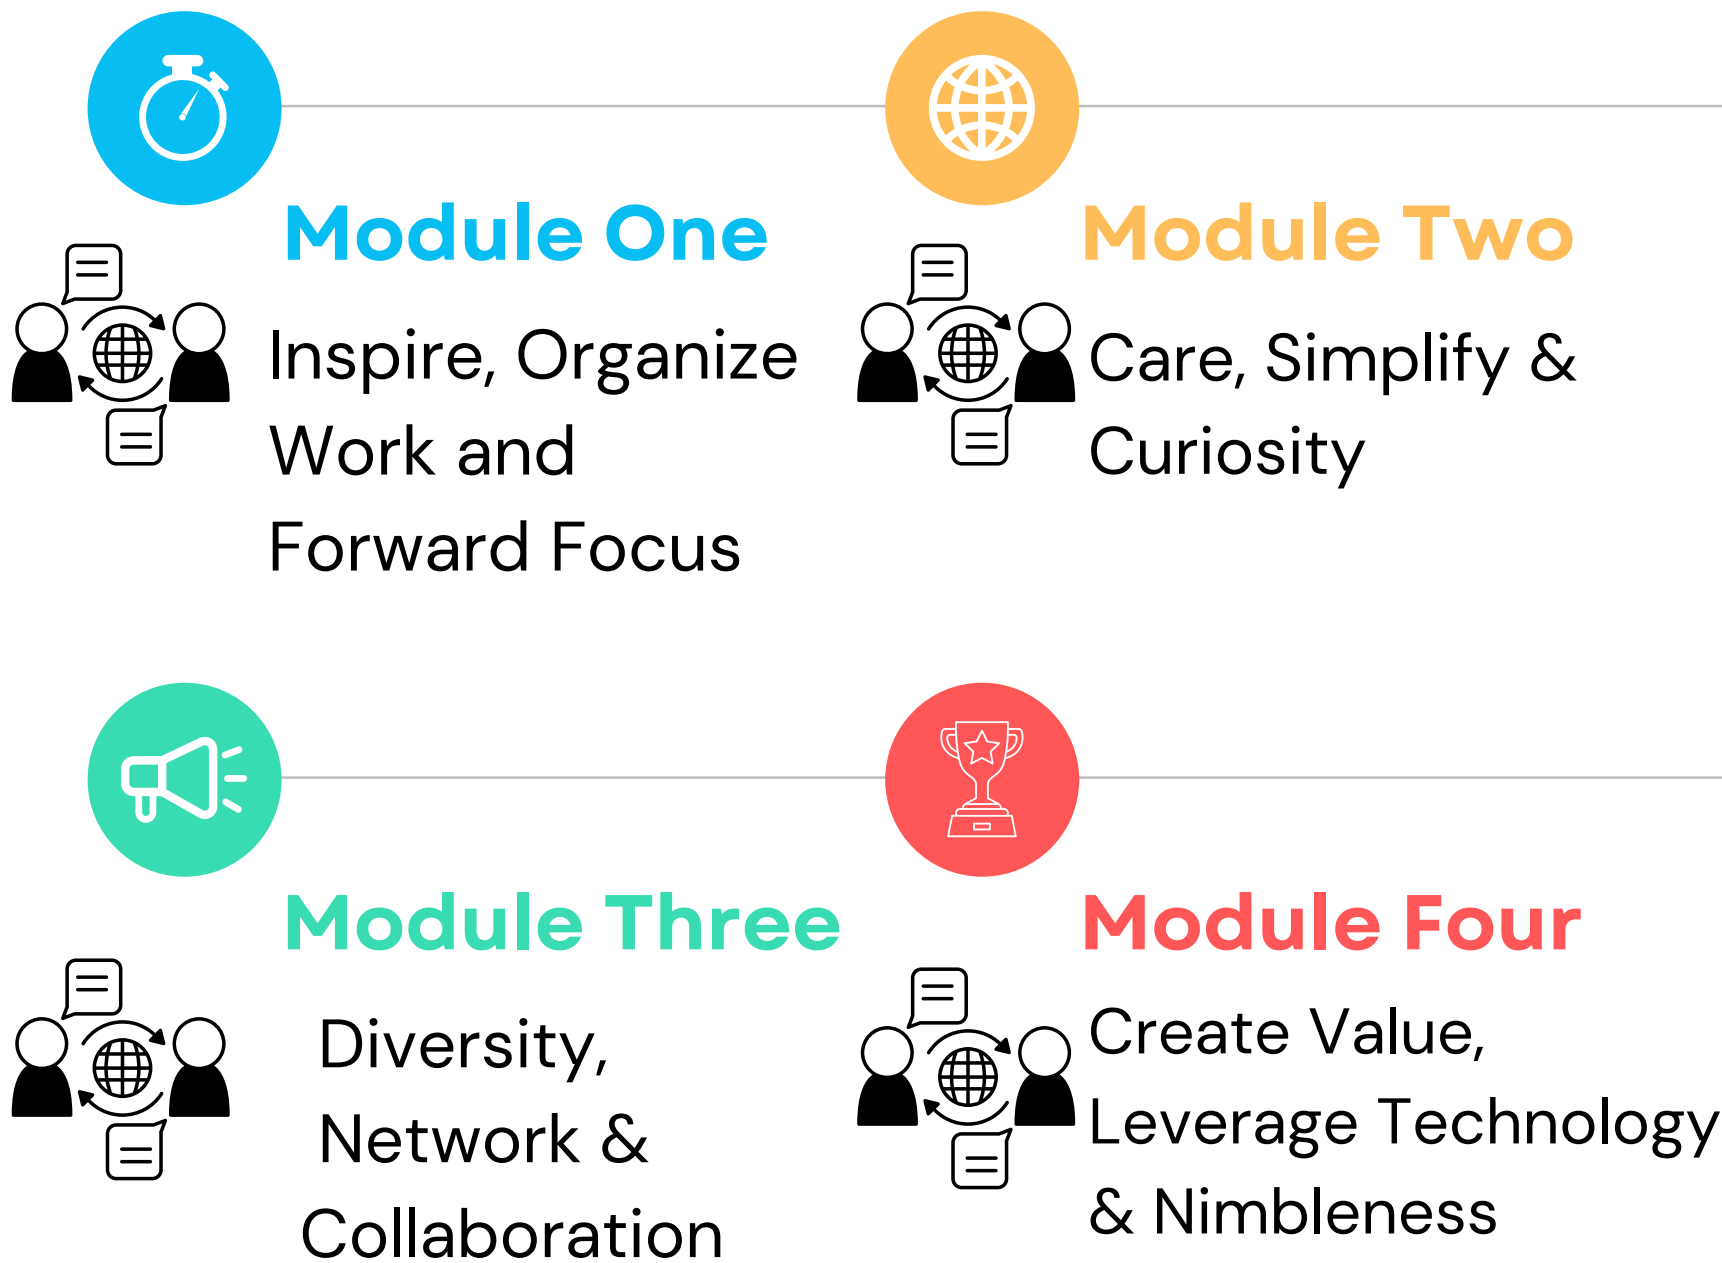 Module One
Inspire, Organize
Work and
Forward Focus
Module Two
Care, Simplify &
Curiosity
Module Three
Diversity,
Network &
Collaboration
Module Four
Create Value,
Leverage Technology
& Nimbleness